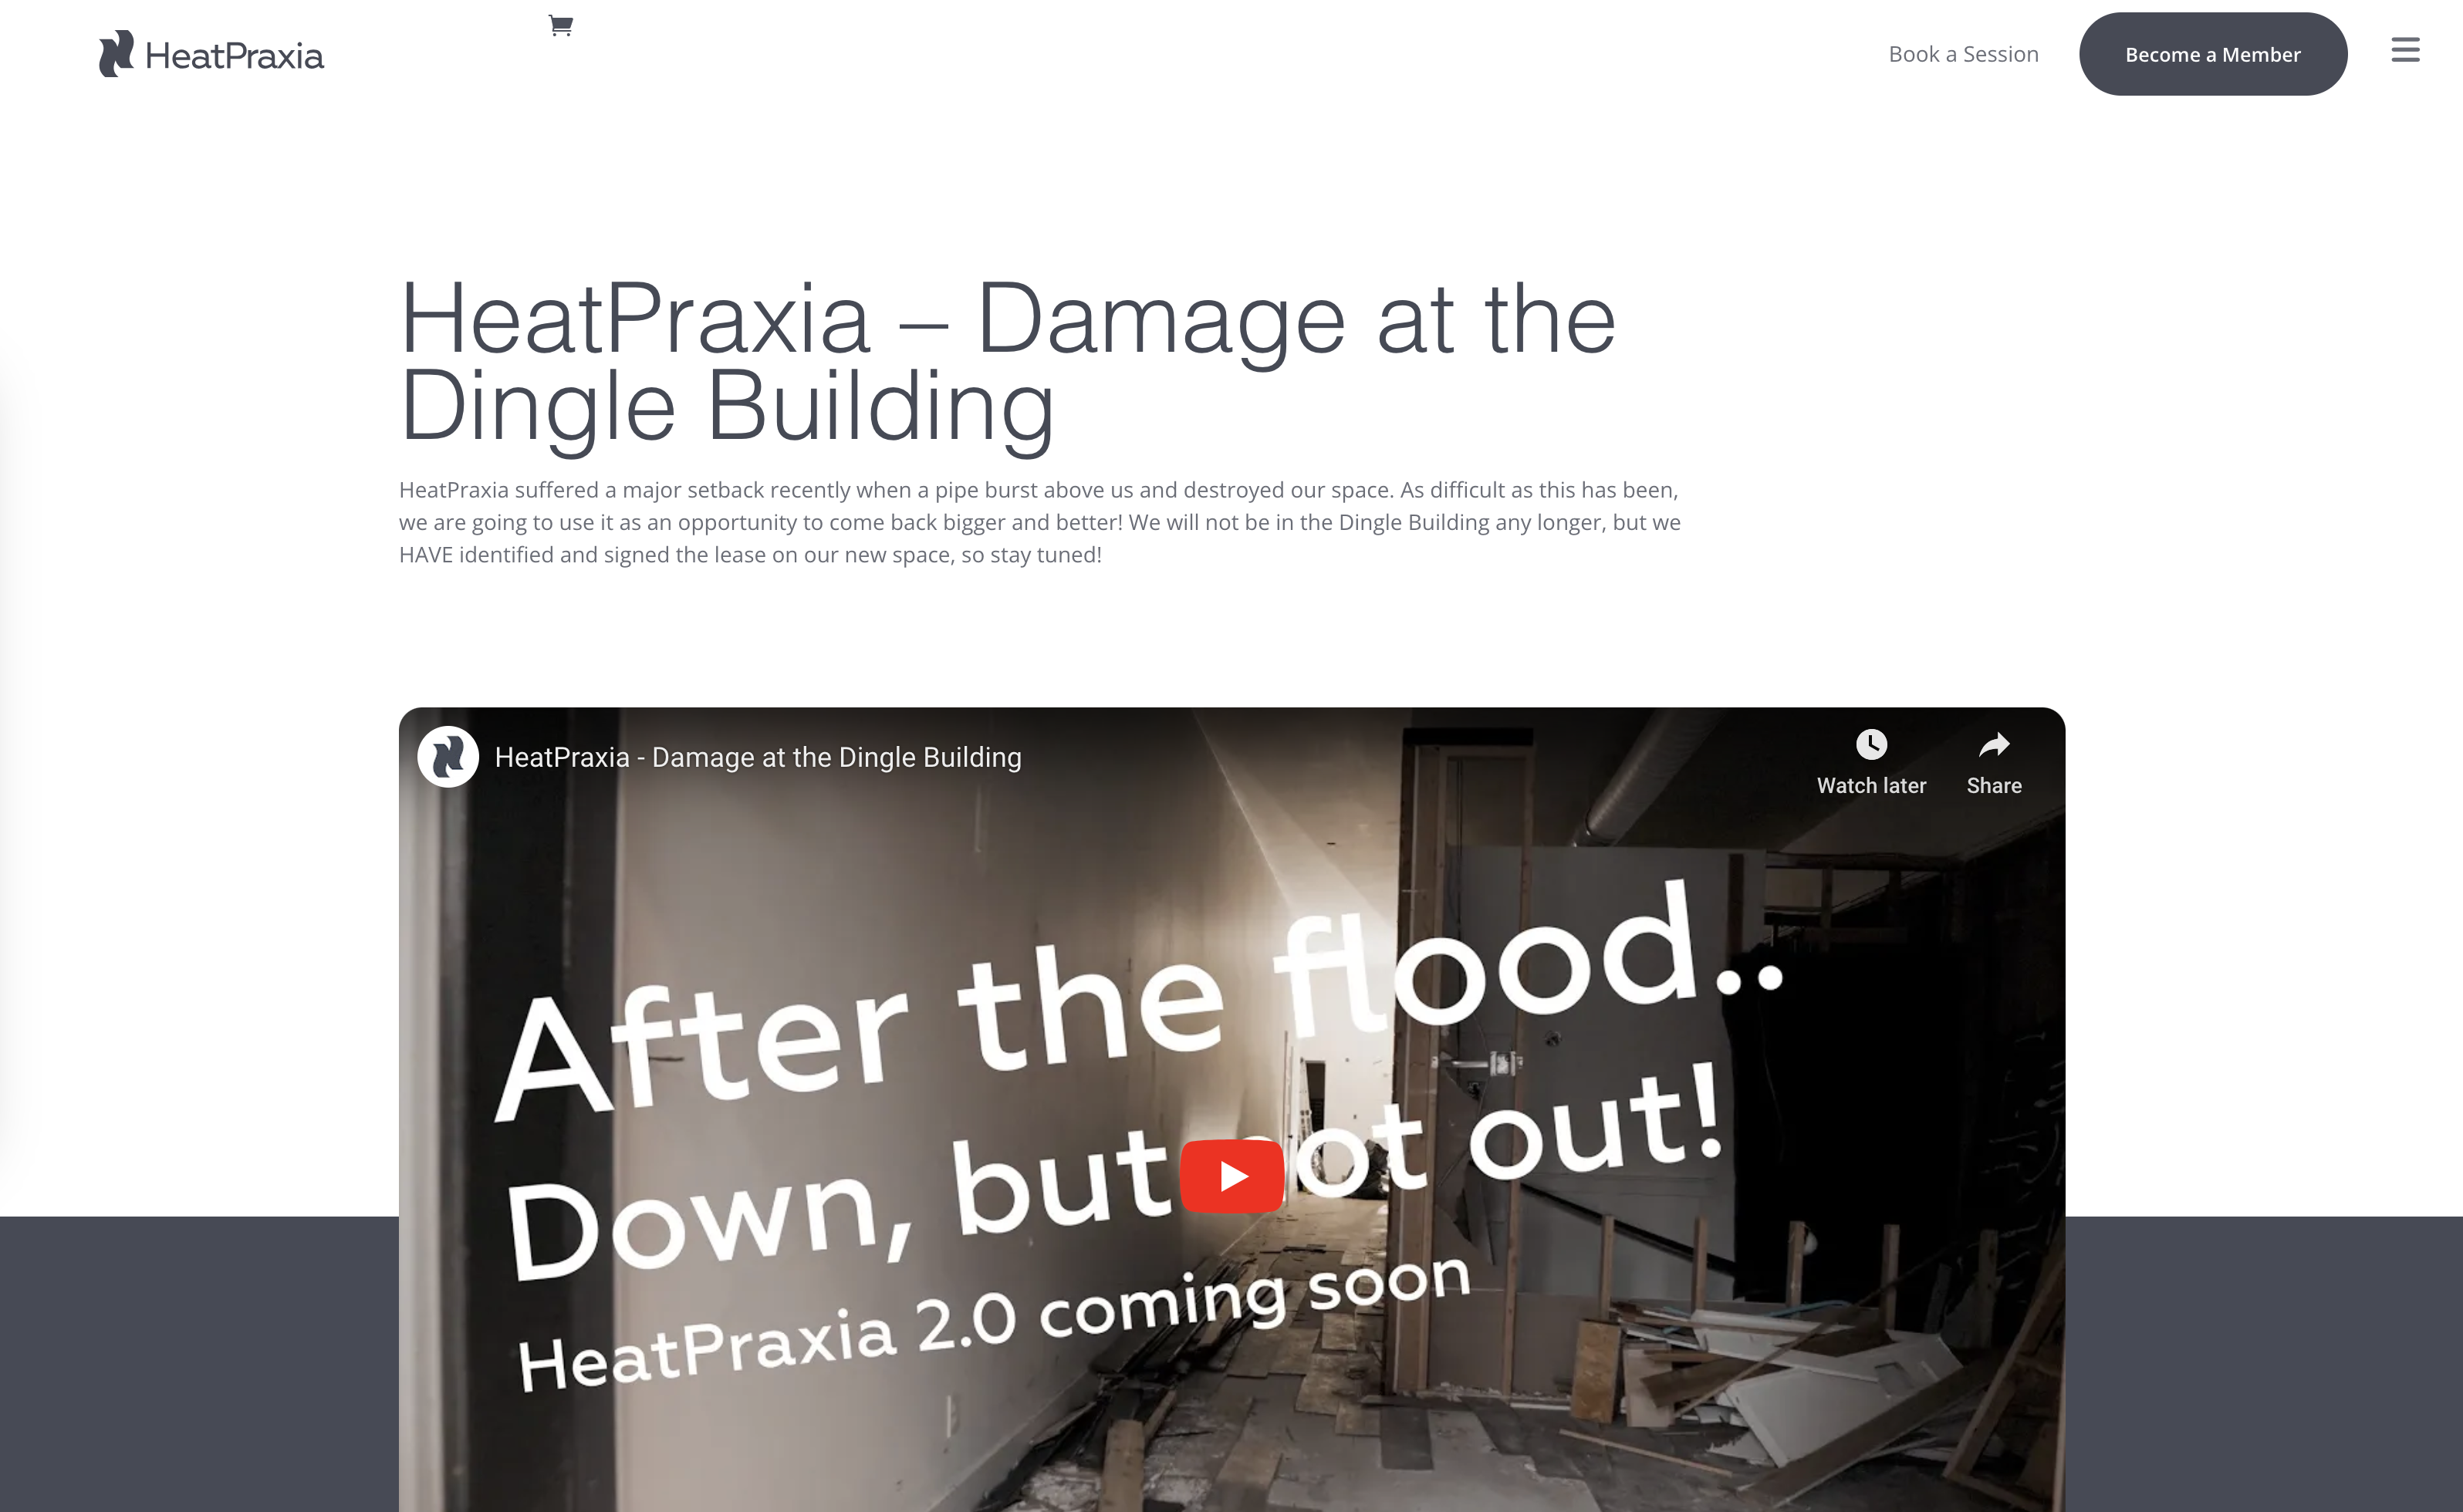 HeatPraxia
Book a Session
Become a Member
HeatPraxia – Damage at the
Dingle Building
HeatPraxia suffered a major setback recently when a pipe burst above us and destroyed our space. As difficult as this has been,
we are going to use it as an opportunity to come back bigger and better! We will not be in the Dingle Building any longer, but we
HAVE identified and signed the lease on our new space, so stay tuned!
HeatPraxia - Damage at the Dingle Building
Watch later
Share
After the flood..
Down, but not out!
HeatPraxia 2.0 coming soon